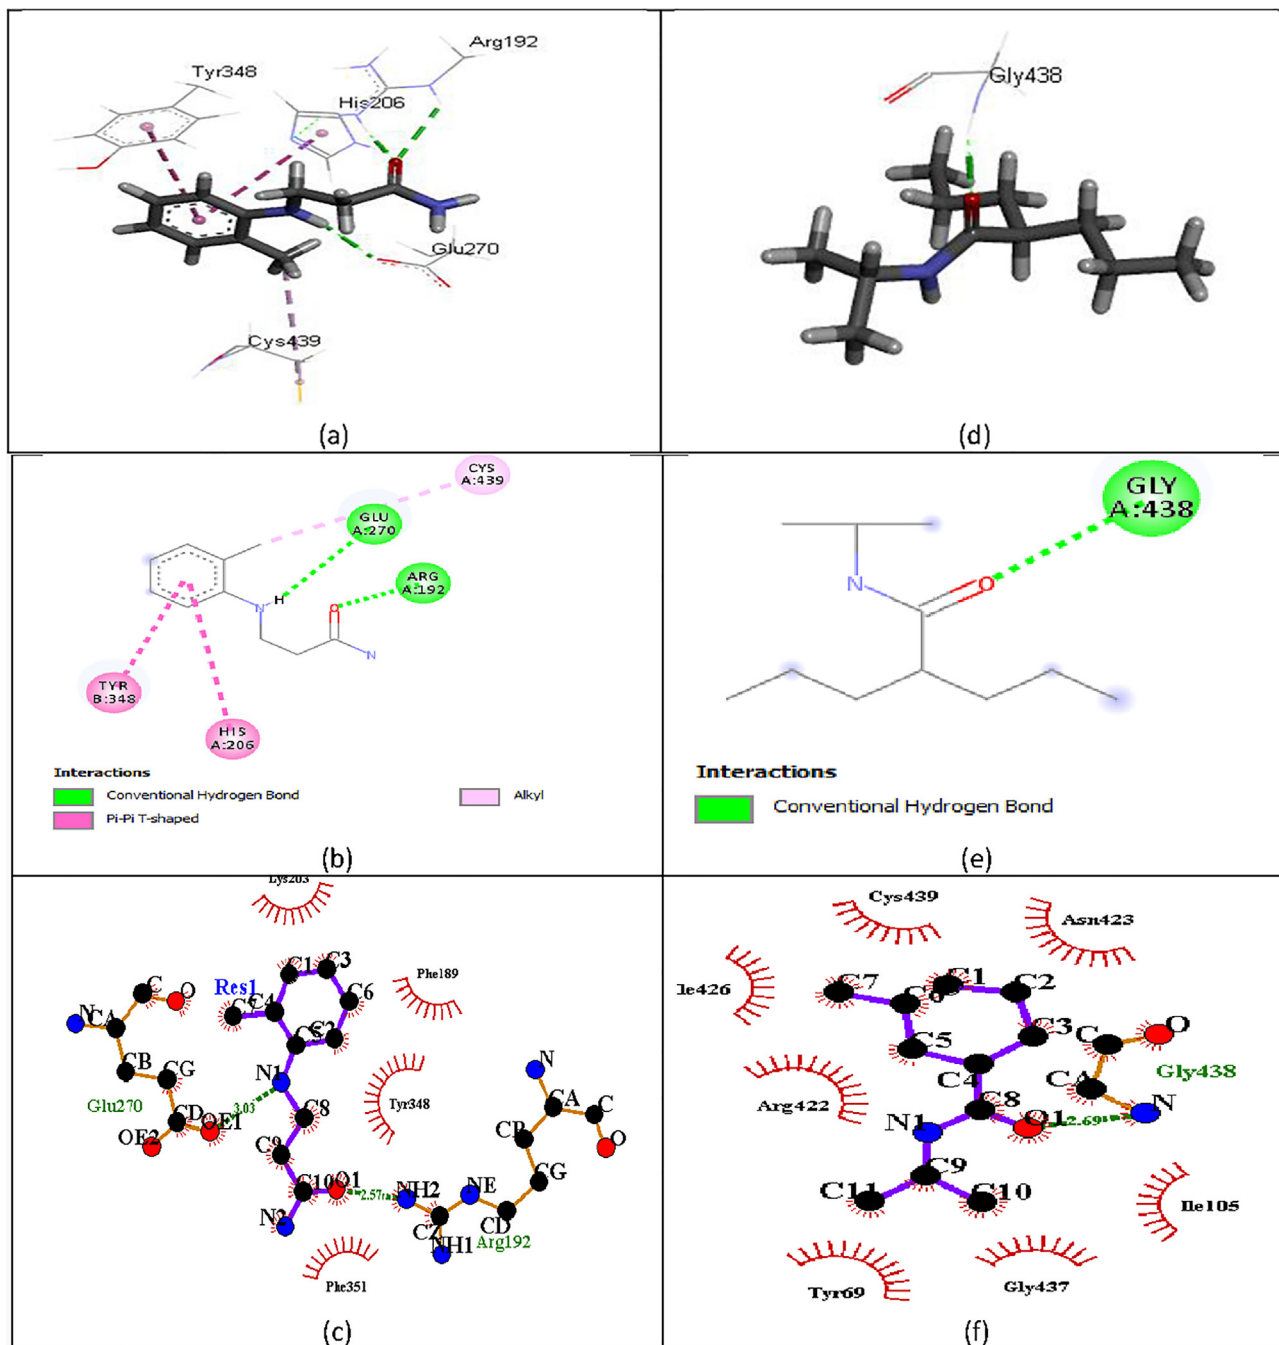 Arg192
Tyr348
His206
Glu270
Cys439
(a)
Gly438
(d)
CYS
A:439
GLU
A:270
ARG
A:192
N
H
O
N
TYR
B:348
HIS
A:206
Interactions
Conventional Hydrogen Bond
Alkyl
Pi-Pi T-shaped
(b)
GLY
A:438
N
O
Interactions
Conventional Hydrogen Bond
(e)
Lys203
C1
C3
Phe189
C
O
Res1
C4
C6
N
CA
C7
C5
C2
CB
CG
N1
N
Glu270
CD
3.03
C8
Tyr348
CA
C
OE2
OE1
CB
O
C9
C10
O1
2.57
NH2
NE
CG
N2
CZ
CD
NH1
Arg192
Phe351
(c)
Cys439
Asn423
Ile426
C7
C6
C1
C2
C5
C3
C
O
C4
CA
Gly438
Arg422
C8
N
N1
O1
2.69
C9
C11
C10
Ile105
Tyr69
Gly437
(f)